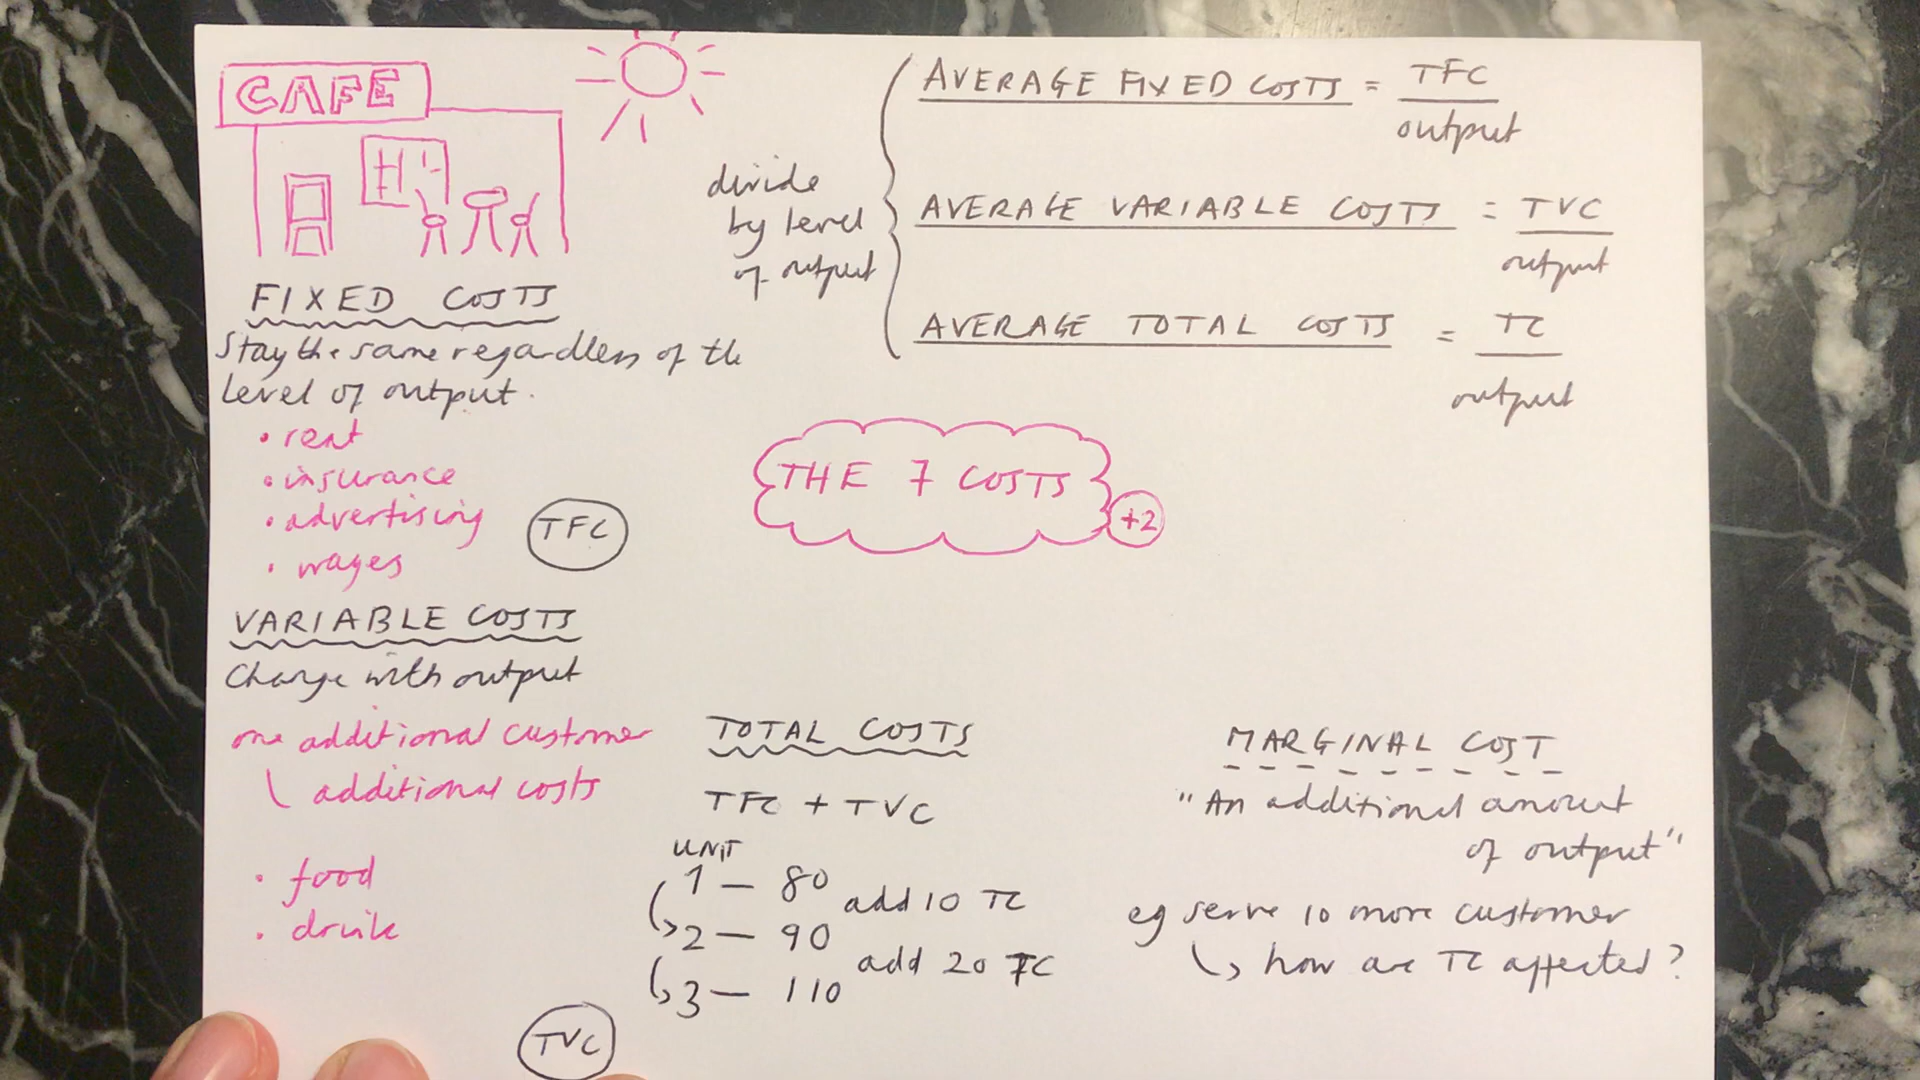 CAFE
FIXED COSTS
Stay the same regardless of the
level of output.
• rent
• insurance
• advertising
• wages
TFC
VARIABLE COSTS
Change with output
one additional customer
additional costs
• food
• drink
TVC
divide
by level
of output
AVERAGE FIXED COSTS = TFC
output
AVERAGE VARIABLE COSTS = TVC
output
AVERAGE TOTAL COSTS = TC
output
THE 7 COSTS
+2
TOTAL COSTS
TFC + TVC
UNIT
1 — 80
add 10 TC
2 — 90
add 20 TC
3 — 110
MARGINAL COST
"An additional amount
of output"
eg serve 10 more customer
↳ how are TC affected?